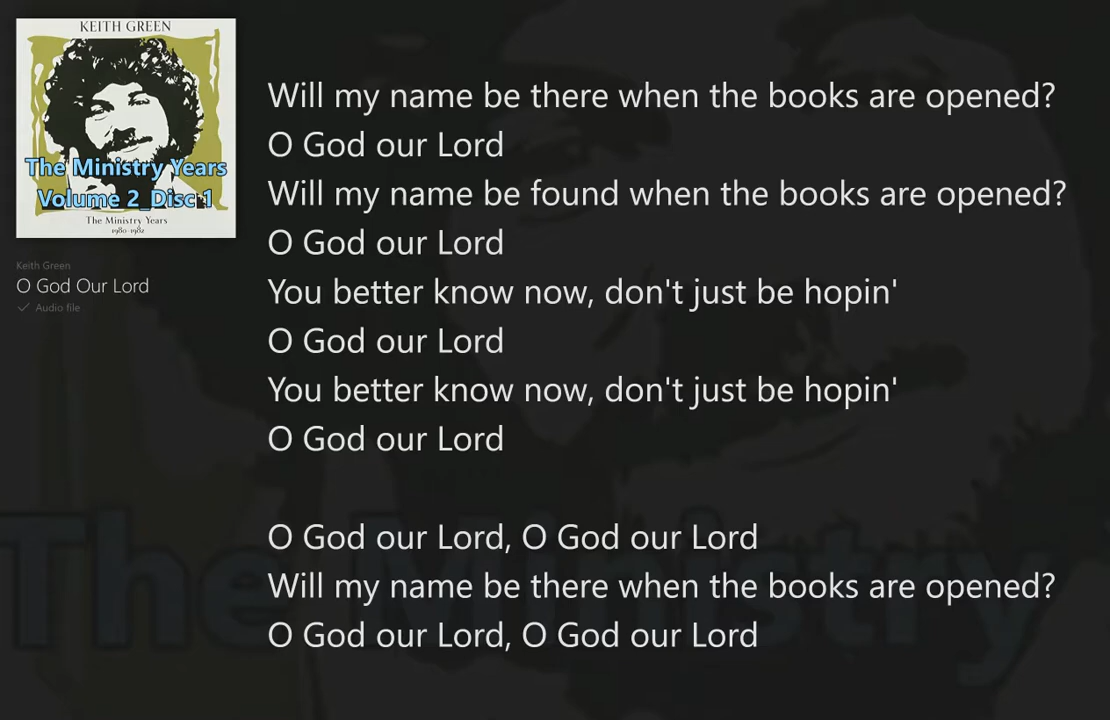 KEITH GREEN
The Ministry Years
Volume 2_Disc 1
The Ministry Years
1980-1982
Keith Green
O God Our Lord
Audio file
Will my name be there when the books are opened?
O God our Lord
Will my name be found when the books are opened?
O God our Lord
You better know now, don't just be hopin'
O God our Lord
You better know now, don't just be hopin'
O God our Lord
O God our Lord, O God our Lord
Will my name be there when the books are opened?
O God our Lord, O God our Lord
The Ministry